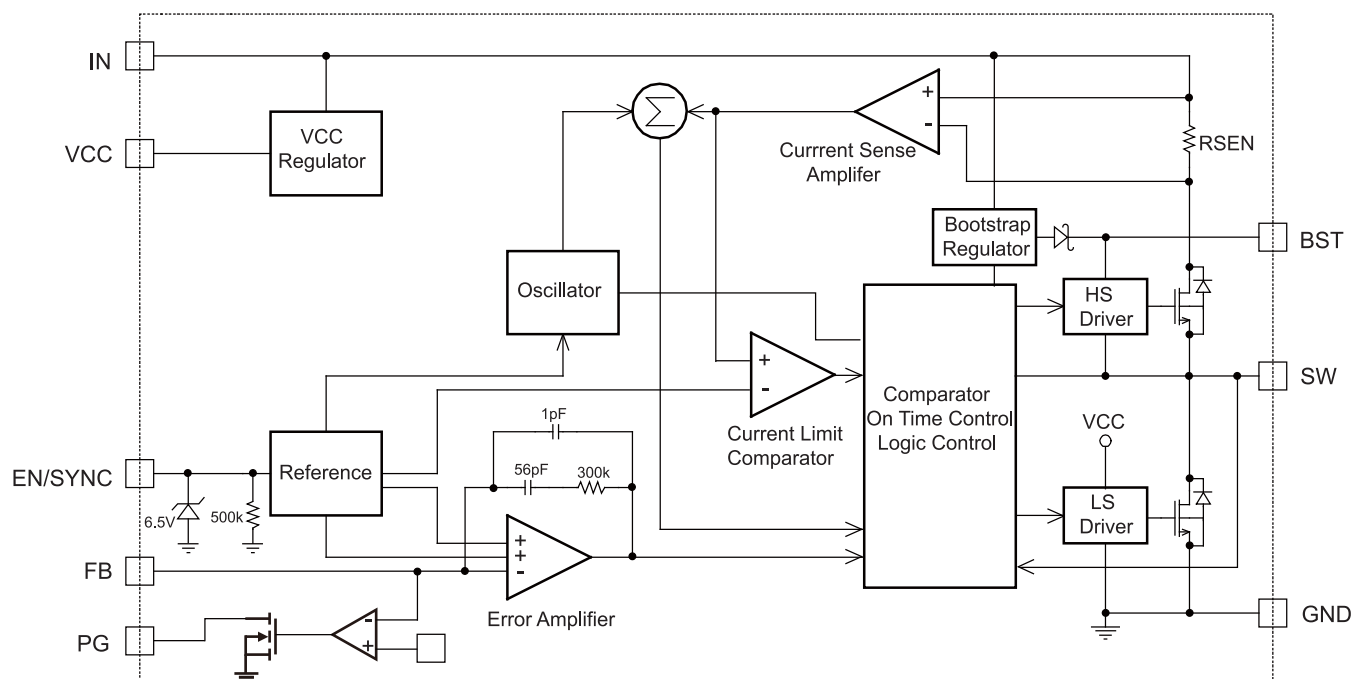 IN
VCC
VCC
Regulator
Σ
+
-
Currrent Sense
Amplifer
RSEN
Bootstrap
Regulator
BST
Oscillator
HS
Driver
+
-
Current Limit
Comparator
Comparator
On Time Control
Logic Control
SW
VCC
1pF
56pF
300k
EN/SYNC
Reference
6.5V
500k
LS
Driver
FB
+
+
-
Error Amplifier
PG
-
+
GND